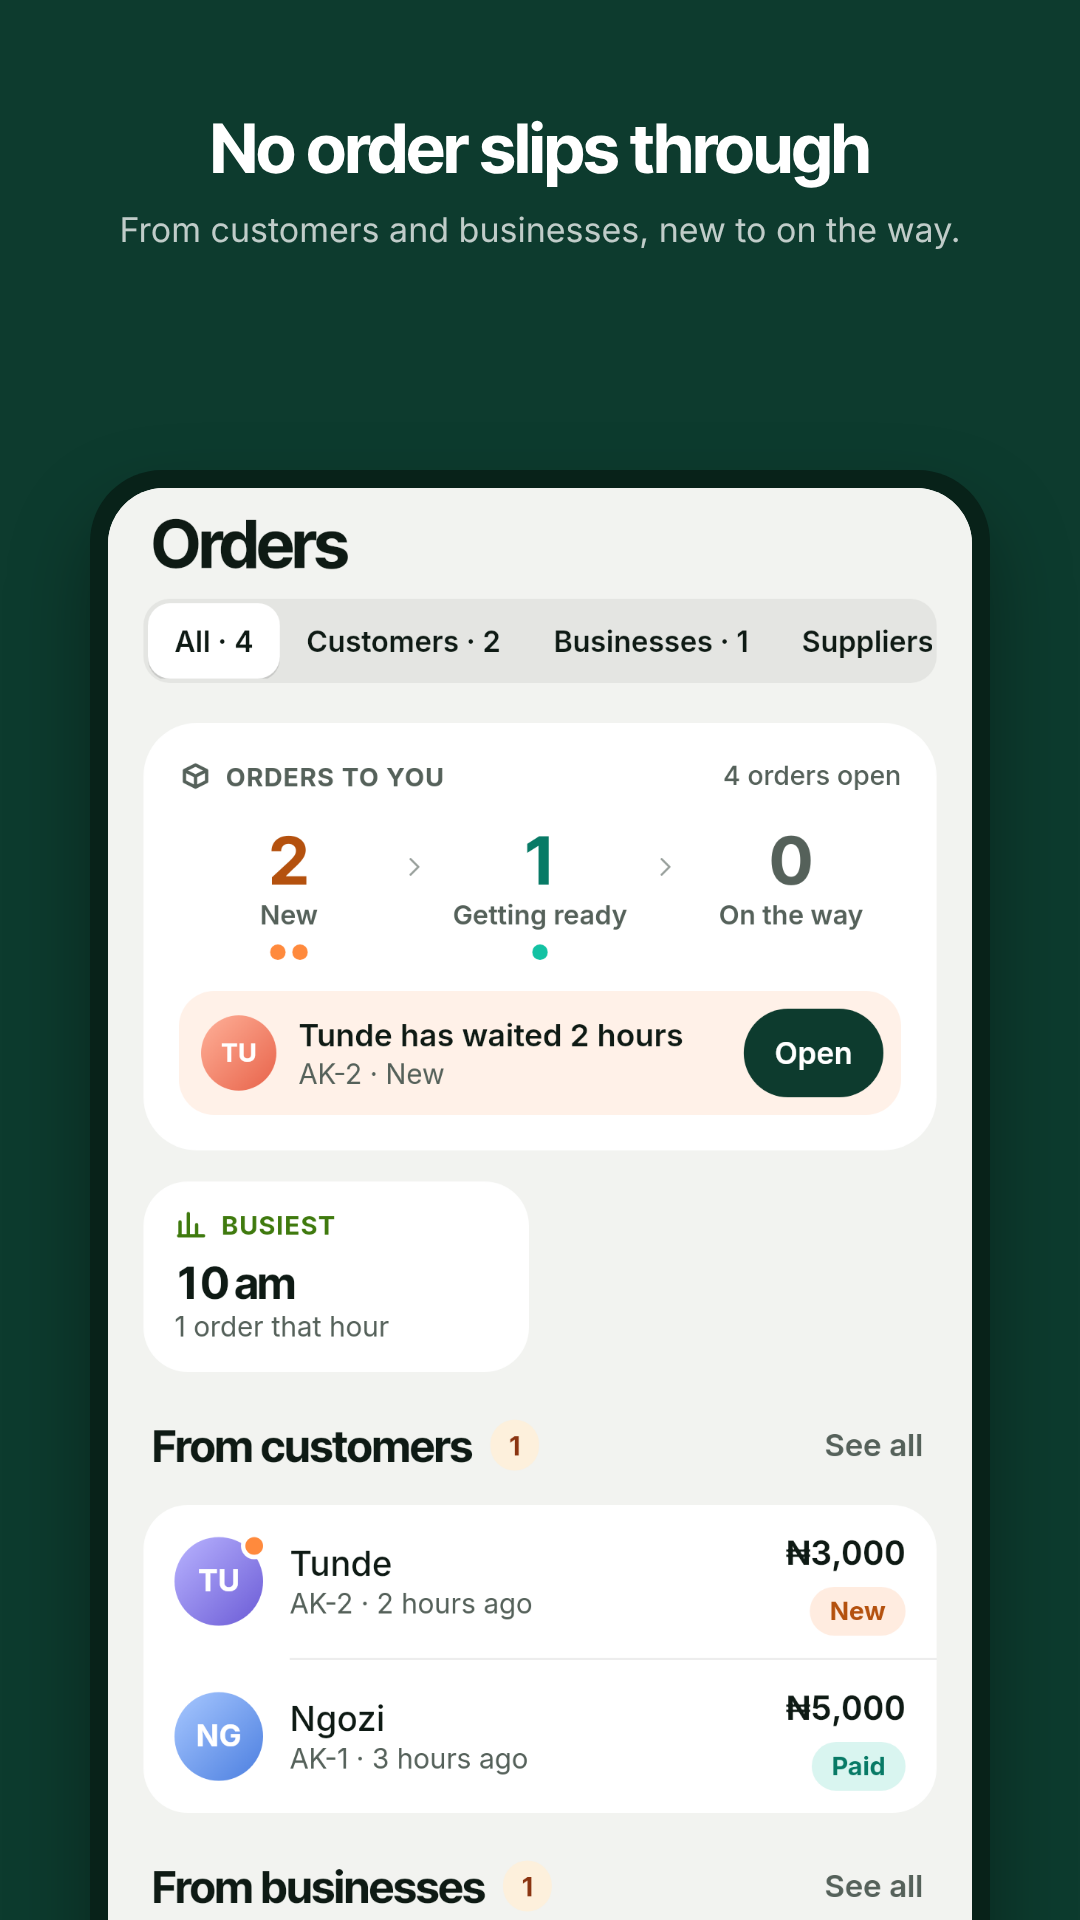 No order slips through
From customers and businesses, new to on the way.
Orders
All · 4 Customers · 2 Businesses · 1 Suppliers
ORDERS TO YOU 4 orders open
2 1 0
New Getting ready On the way
TU Tunde has waited 2 hours Open
AK-2 · New
BUSIEST
10 am
1 order that hour
From customers 1 See all
TU Tunde ₦3,000
AK-2 · 2 hours ago New
NG Ngozi ₦5,000
AK-1 · 3 hours ago Paid
From businesses 1 See all